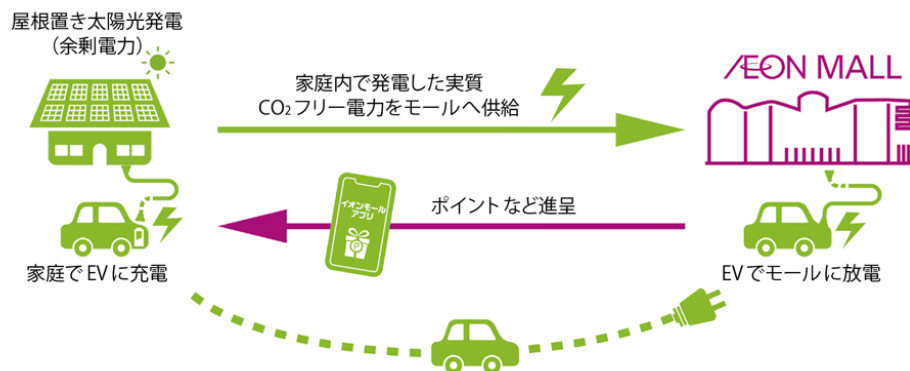 屋根置き太陽光発電
（余剰電力）
家庭内で発電した実質
CO₂フリー電力をモールへ供給
ÆON MALL
イオンモール
アプリ
P
ポイントなど進呈
家庭でEVに充電
EVでモールに放電